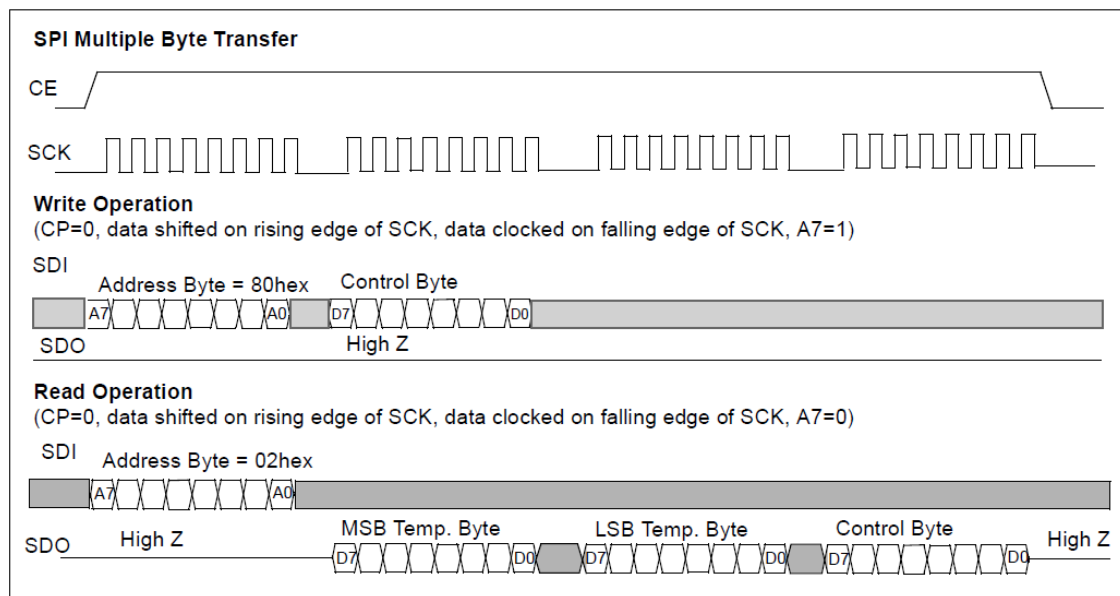 SPI Multiple Byte Transfer
CE
SCK
Write Operation
(CP=0, data shifted on rising edge of SCK, data clocked on falling edge of SCK, A7=1)
SDI
Address Byte = 80hex
Control Byte
A7 A0 D7 D0
SDO
High Z
Read Operation
(CP=0, data shifted on rising edge of SCK, data clocked on falling edge of SCK, A7=0)
SDI
Address Byte = 02hex
A7 A0
SDO
High Z
MSB Temp. Byte
LSB Temp. Byte
Control Byte
High Z
D7 D0 D7 D0 D7 D0